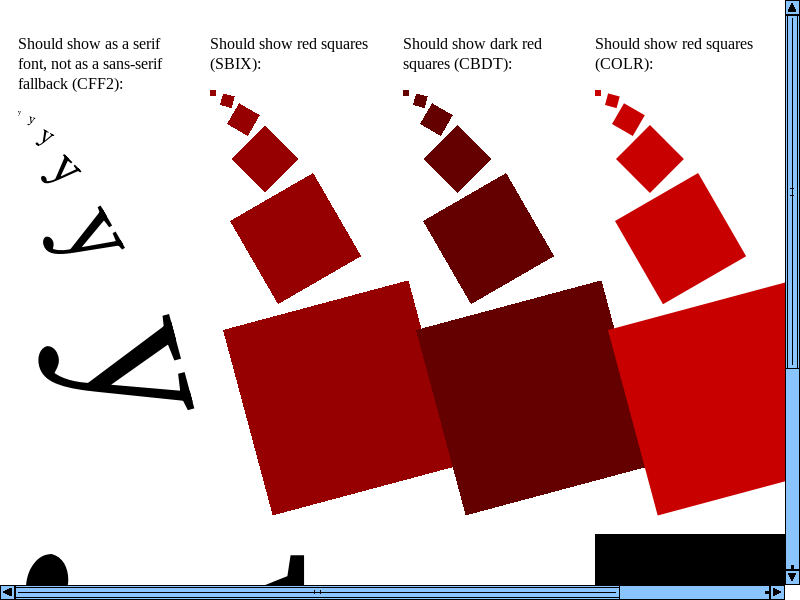 Should show as a serif
font, not as a sans-serif
fallback (CFF2):
y
y
y
y
y
y
Should show red squares
(SBIX):
Should show dark red
squares (CBDT):
Should show red squares
(COLR):